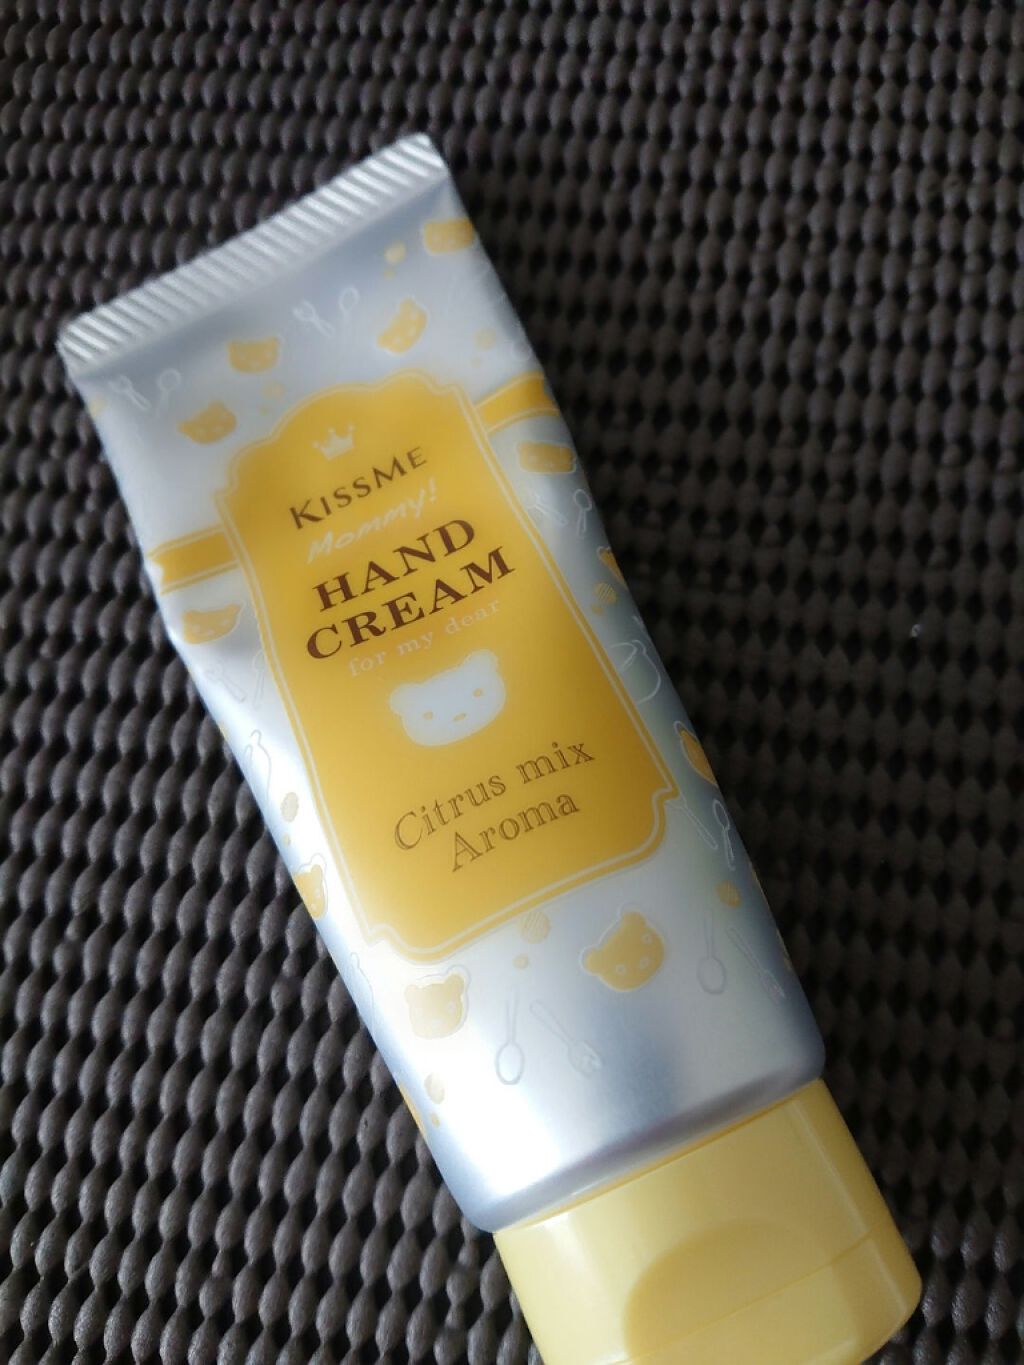 KISSME
Mommy!
HAND
CREAM
for my dear
Citrus mix
Aroma